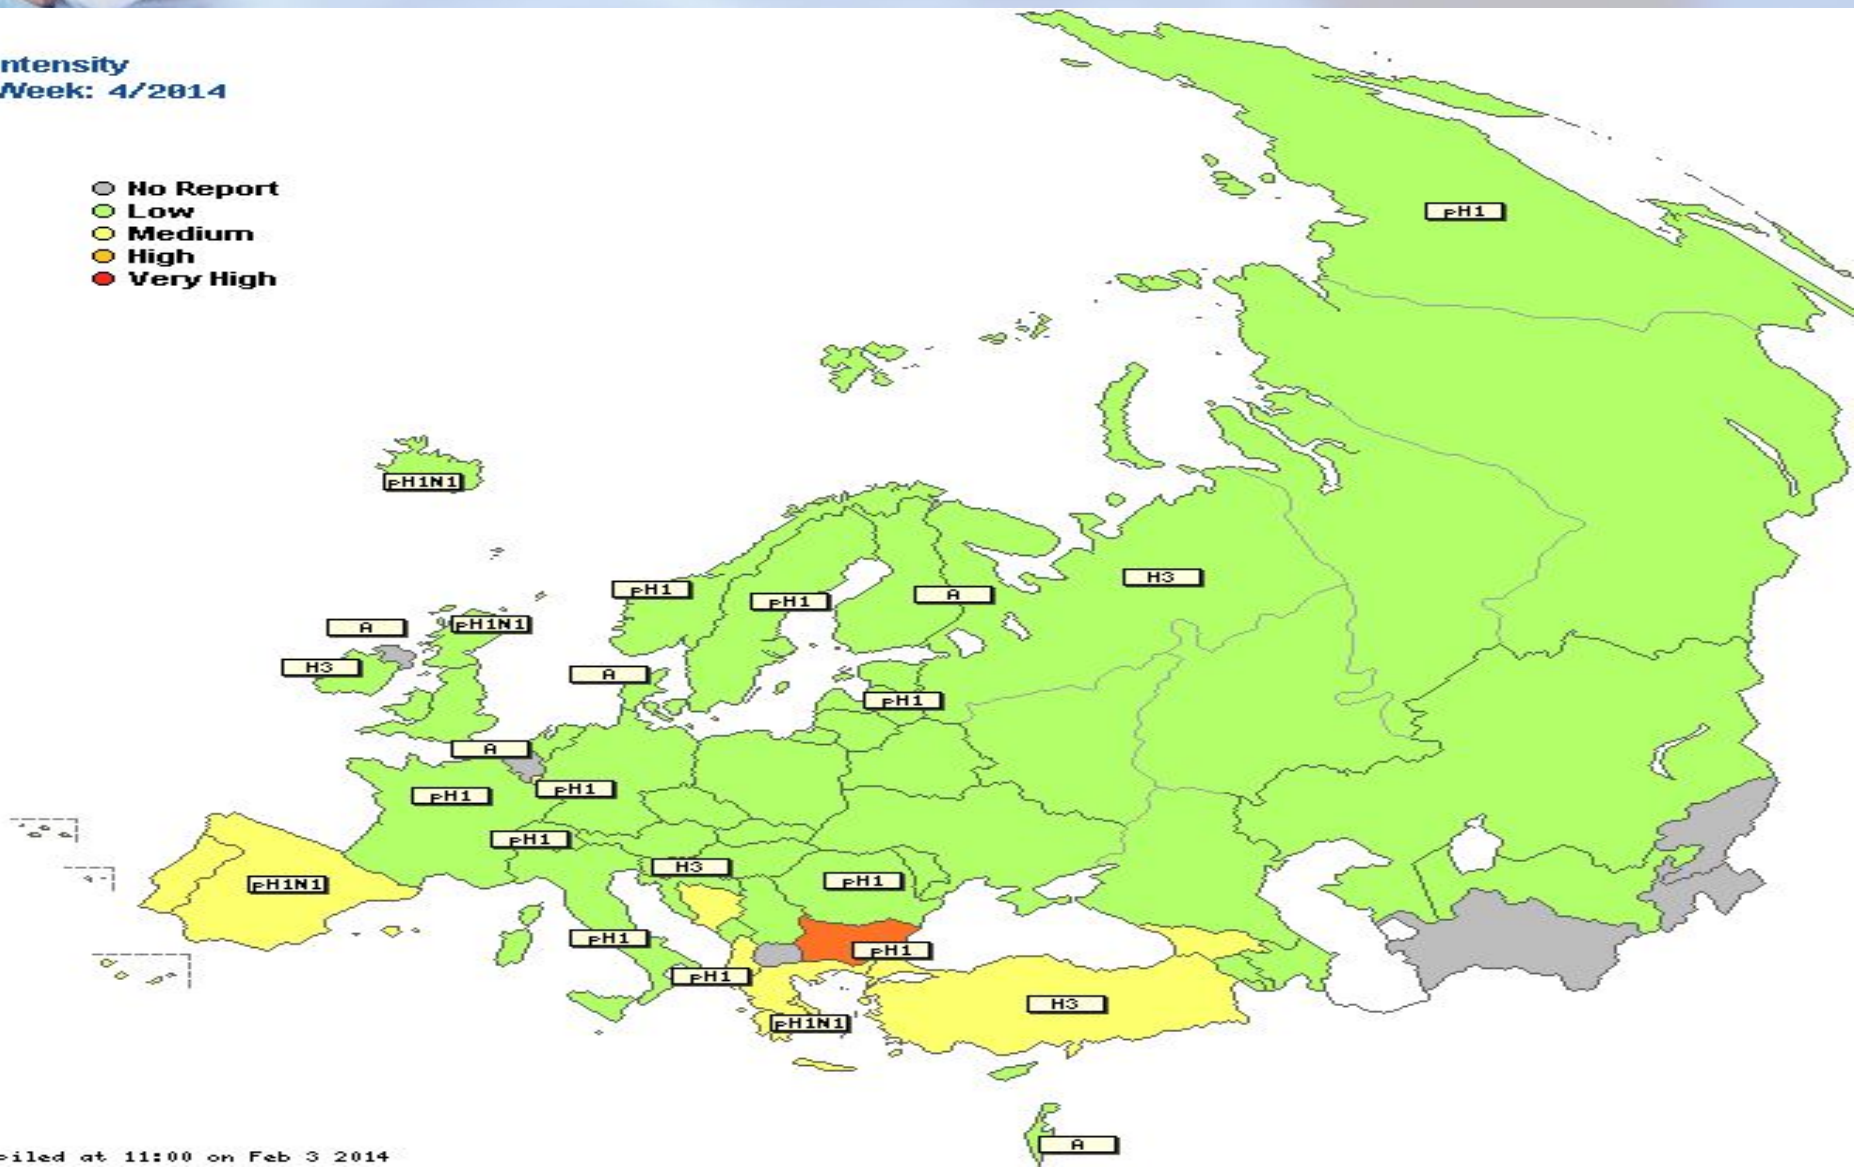 ntensity
Week: 4/2014
No Report
Low
Medium
High
Very High
pH1
pH1N1
pH1
pH1
A
H3
A
pH1N1
H3
A
pH1
A
pH1
pH1
pH1
H3
pH1
pH1N1
pH1
pH1
pH1
H3
pH1N1
A
piled at 11:00 on Feb 3 2014